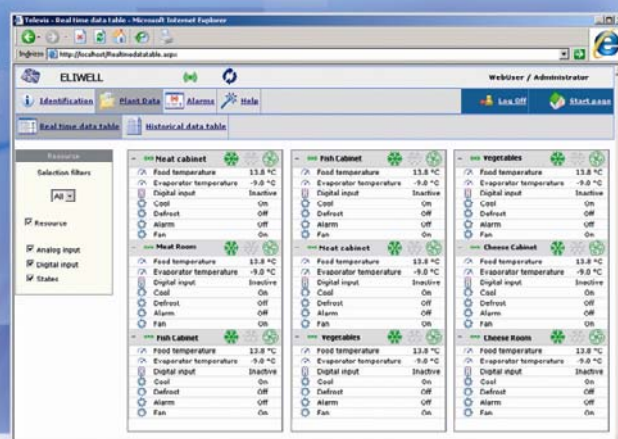 Televis - Real time data table - Microsoft Internet Explorer
Indirizzo http://localhost/Realtimedatatable.aspx
ELIWELL
WebUser / Administrator
Identification Plant Data Alarms Help Log Off Start page
Real time data table Historical data table
Resource
Selection filters
All
Resource
Analog input
Digital input
States
Meat cabinet
Food temperature 13.8 °C
Evaporator temperature -9.0 °C
Digital input Inactive
Cool On
Defrost Off
Alarm Off
Fan On
Meat Room
Food temperature 13.8 °C
Evaporator temperature -9.0 °C
Digital input Inactive
Cool On
Defrost Off
Alarm Off
Fan On
Fish Cabinet
Food temperature 13.8 °C
Evaporator temperature -9.0 °C
Digital input Inactive
Cool On
Defrost Off
Alarm Off
Fan On
Fish Cabinet
Food temperature 13.8 °C
Evaporator temperature -9.0 °C
Digital input Inactive
Cool On
Defrost Off
Alarm Off
Fan On
Meat cabinet
Food temperature 13.8 °C
Evaporator temperature -9.0 °C
Digital input Inactive
Cool On
Defrost Off
Alarm Off
Fan On
Vegetables
Food temperature 13.8 °C
Evaporator temperature -9.0 °C
Digital input Inactive
Cool On
Defrost Off
Alarm Off
Fan On
Vegetables
Food temperature 13.8 °C
Evaporator temperature -9.0 °C
Digital input Inactive
Cool On
Defrost Off
Alarm Off
Fan On
Cheese Cabinet
Food temperature 13.8 °C
Evaporator temperature -9.0 °C
Digital input Inactive
Cool On
Defrost Off
Alarm Off
Fan On
Cheese Room
Food temperature 13.8 °C
Evaporator temperature -9.0 °C
Digital input Inactive
Cool On
Defrost Off
Alarm Off
Fan On